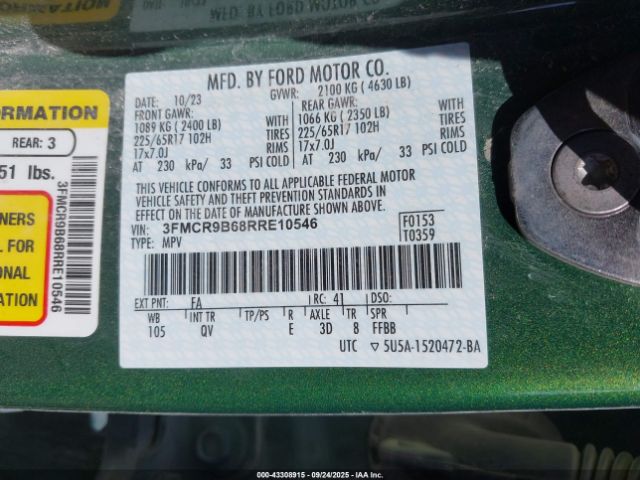 MFD. BY FORD MOTOR CO.
DATE: 10/23 GVWR: 2100 KG ( 4630 LB)
FRONT GAWR: REAR GAWR:
1089 KG ( 2400 LB) WITH 1066 KG ( 2350 LB) WITH
225/65R17 102H TIRES 225/65R17 102H TIRES
17x7.0J RIMS 17x7.0J RIMS
AT 230 kPa/ 33 PSI COLD AT 230 kPa/ 33 PSI COLD
THIS VEHICLE CONFORMS TO ALL APPLICABLE FEDERAL MOTOR
VEHICLE SAFETY AND THEFT PREVENTION STANDARDS IN
EFFECT ON THE DATE OF MANUFACTURE SHOWN ABOVE.
VIN: 3FMCR9B68RRE10546 F0153
TYPE: MPV T0359
EXT PNT: FA RC: 41 DSO:
WB INT TR TP/PS R AXLE TR SPR
105 QV E 3D 8 FFBB
UTC ▽ 5U5A-1520472-BA
FORMATION
REAR: 3
51 lbs.
NERS
L FOR
ONAL
ATION
3FMCR9B68RRE10546
000-43308915 - 09/24/2025 - IAA, Inc.